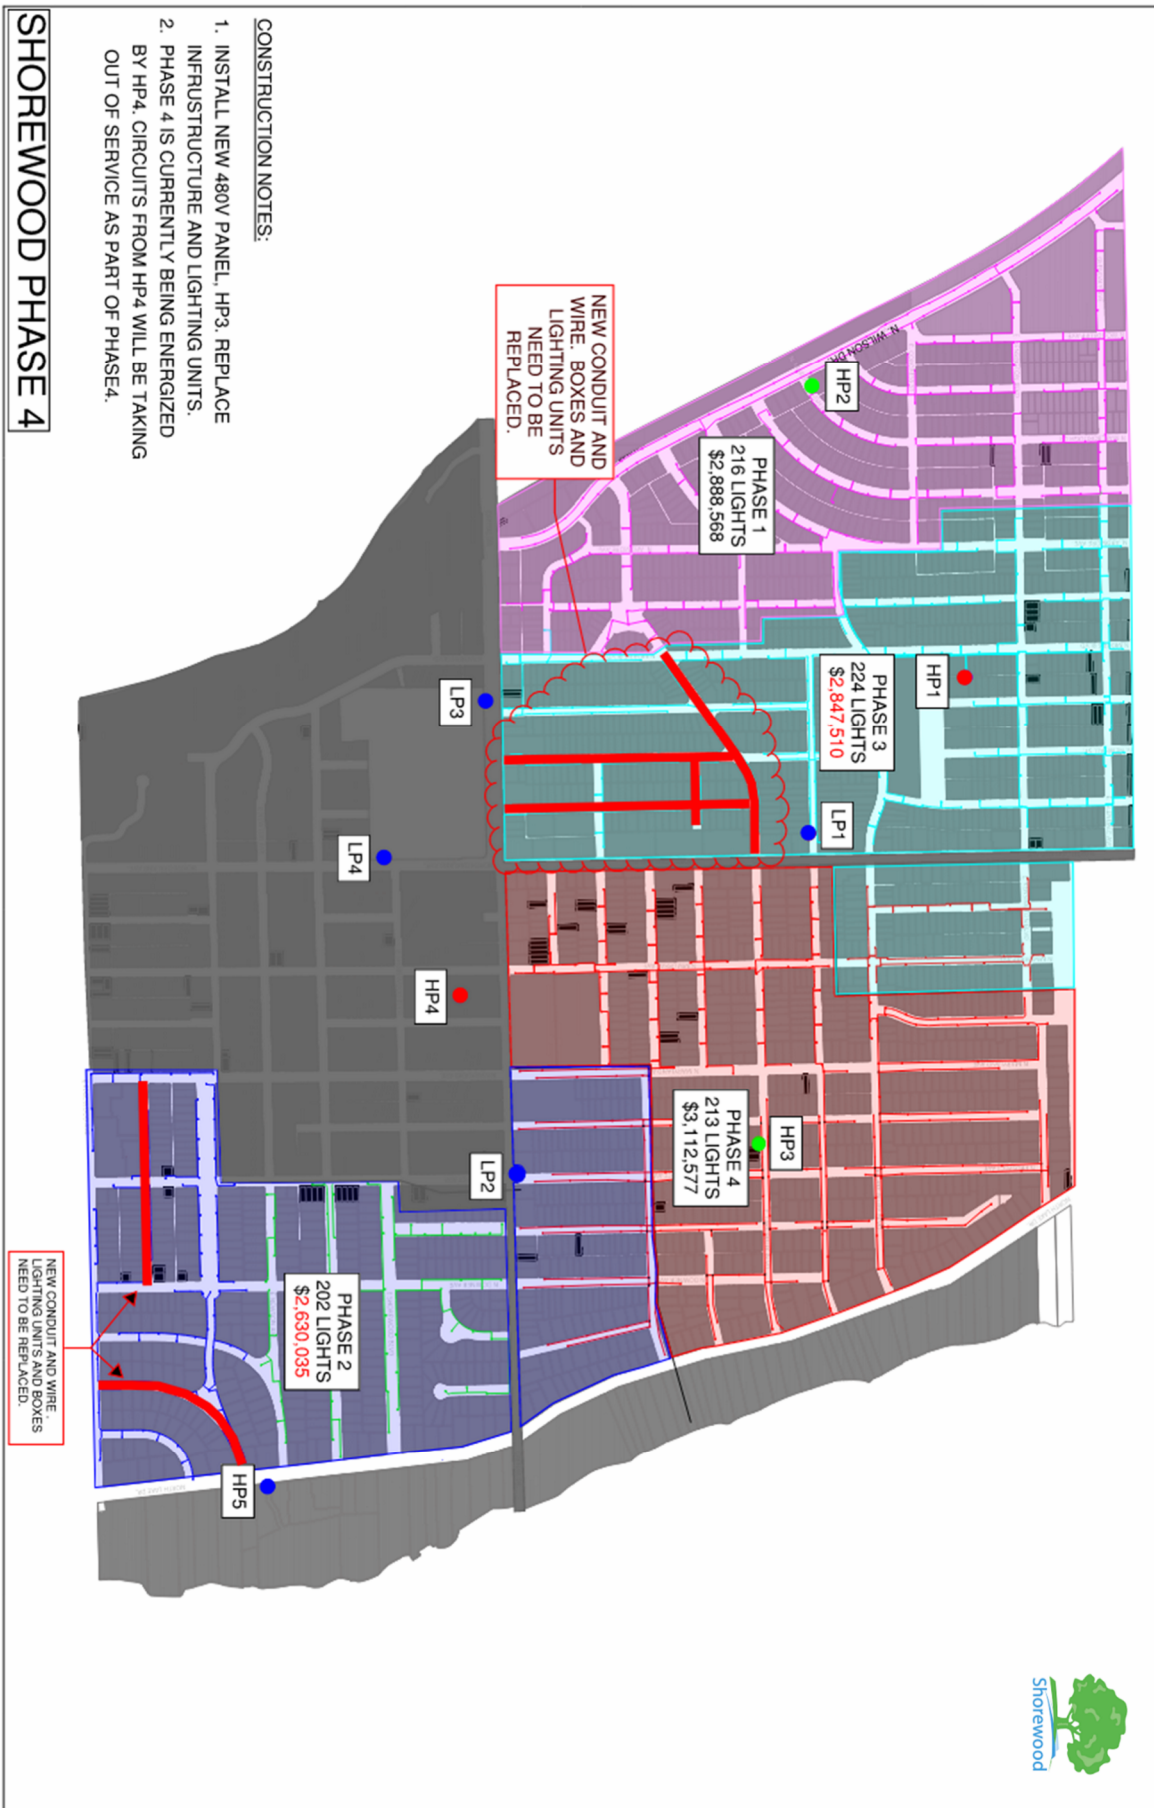 CONSTRUCTION NOTES:
1. INSTALL NEW 480V PANEL, HP3. REPLACE
INFRUSTRUCTURE AND LIGHTING UNITS.
2. PHASE 4 IS CURRENTLY BEING ENERGIZED
BY HP4. CIRCUITS FROM HP4 WILL BE TAKING
OUT OF SERVICE AS PART OF PHASE4.
SHOREWOOD PHASE 4
NEW CONDUIT AND
WIRE. BOXES AND
LIGHTING UNITS
NEED TO BE
REPLACED.
N. WILSON DR
HP2
PHASE 1
216 LIGHTS
$2,888,568
HP1
PHASE 3
224 LIGHTS
$2,847,510
LP3
LP1
LP4
HP4
HP3
PHASE 4
213 LIGHTS
$3,112,577
LP2
PHASE 2
202 LIGHTS
$2,630,035
NEW CONDUIT AND WIRE .
LIGHTING UNITS AND BOXES
NEED TO BE REPLACED.
HP5
Shorewood